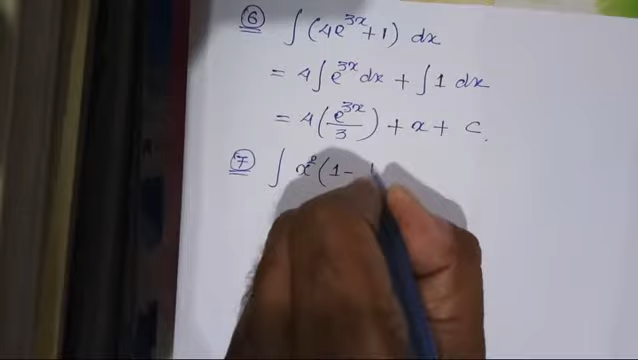 ⑥ ∫ (4e^{3x} + 1) dx
= 4∫ e^{3x} dx + ∫ 1 dx
= 4 (e^{3x}/3) + x + c.
⑦ ∫ x² (1 -